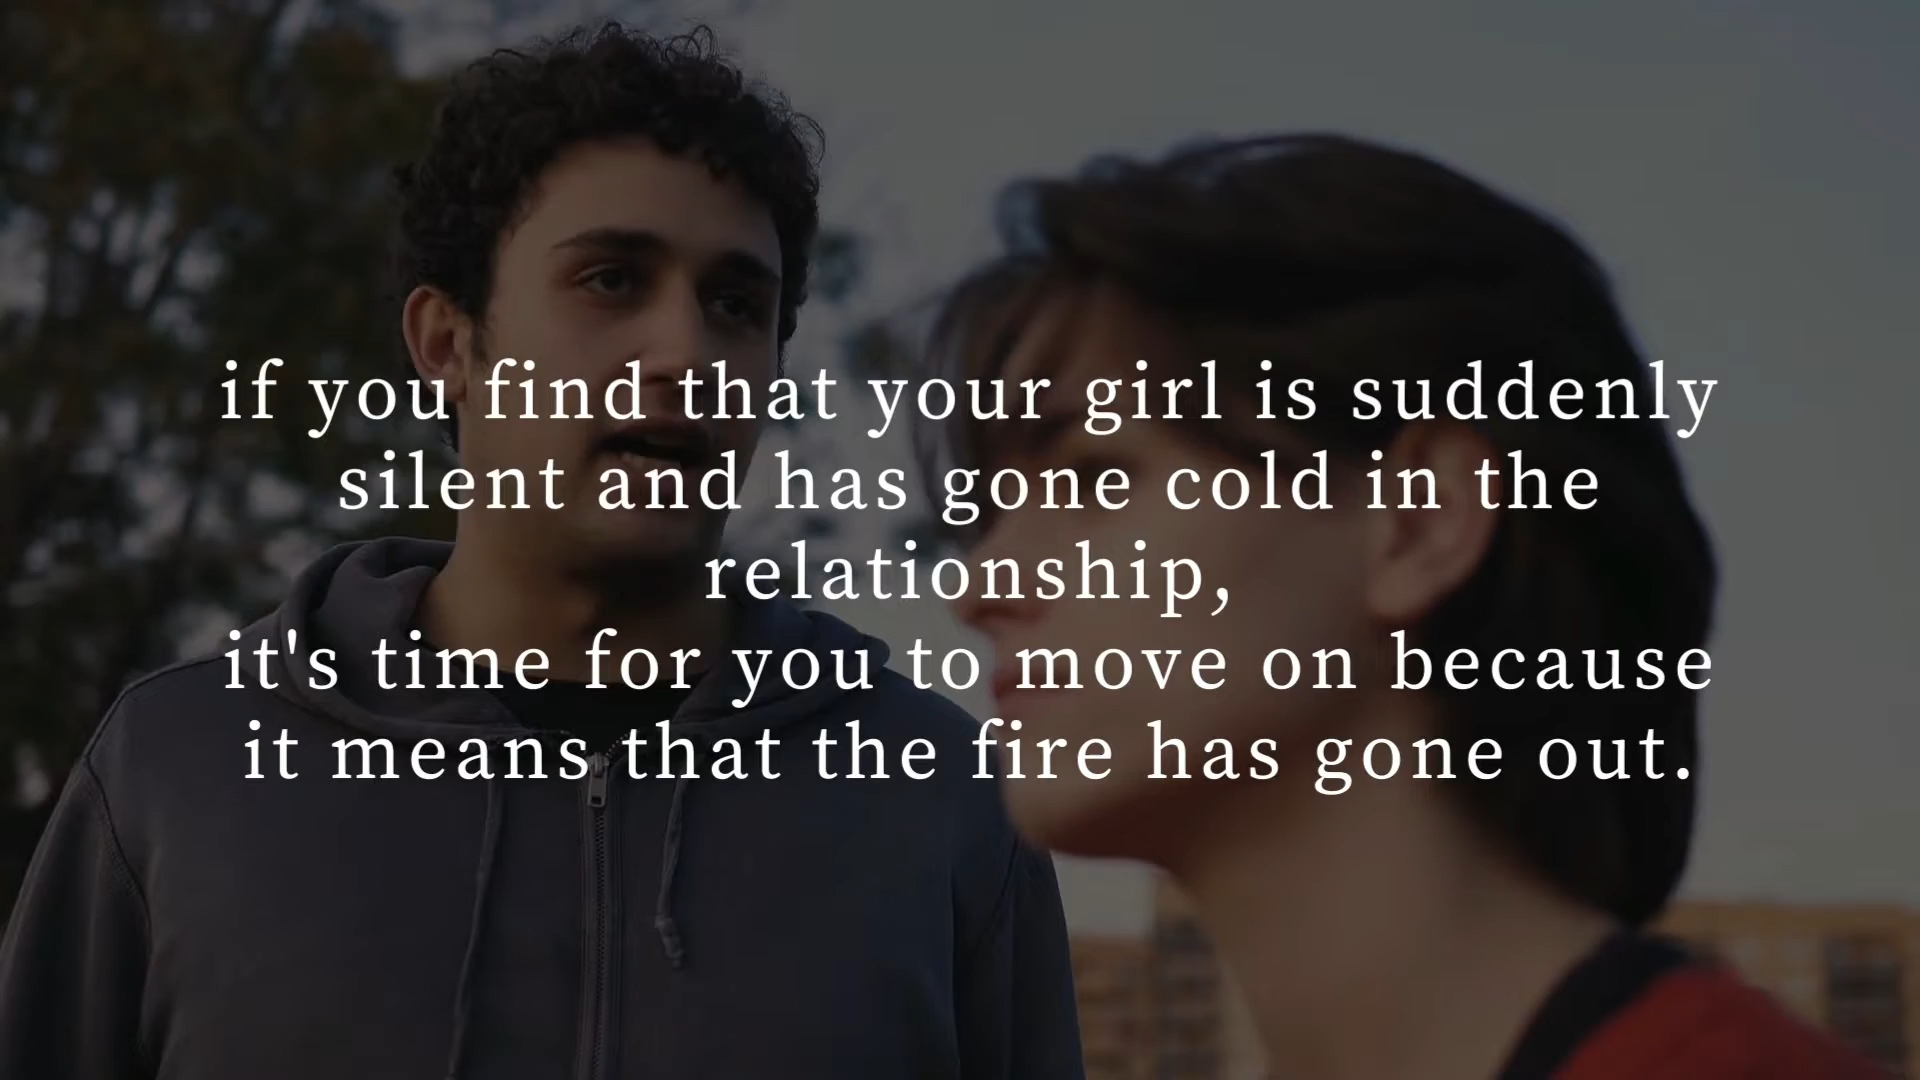 if you find that your girl is suddenly
silent and has gone cold in the
relationship,
it's time for you to move on because
it means that the fire has gone out.